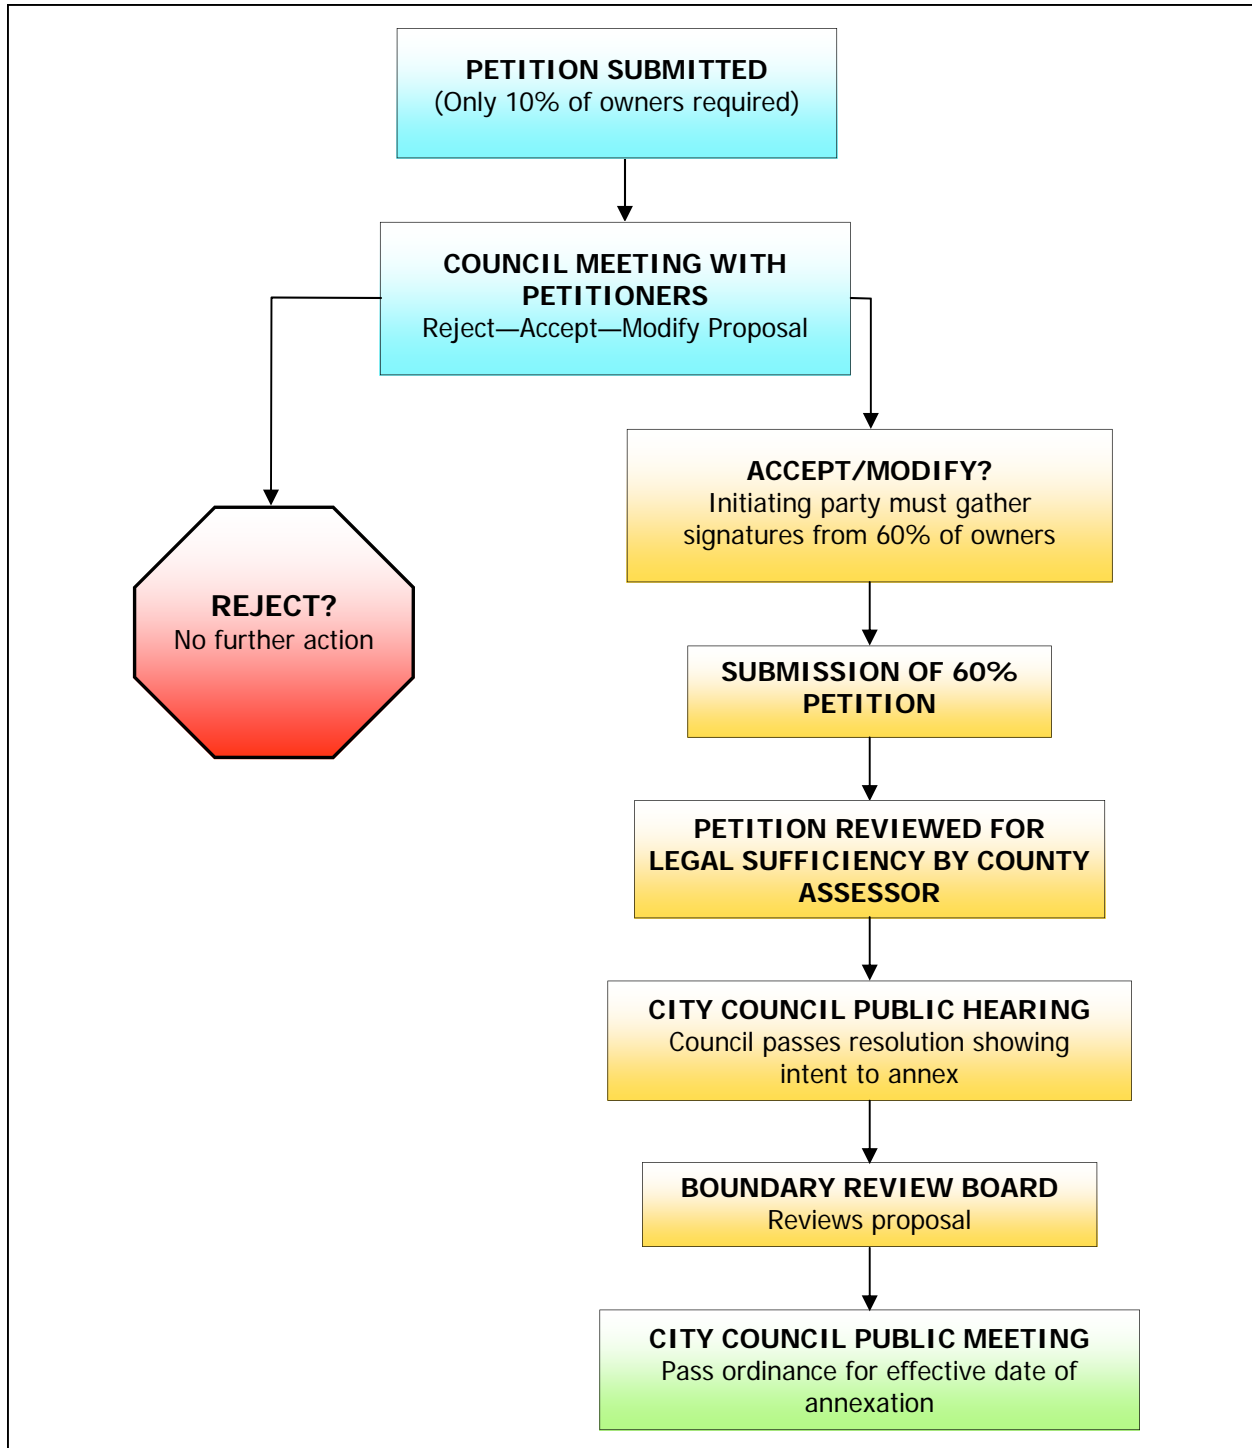 PETITION SUBMITTED
(Only 10% of owners required)
COUNCIL MEETING WITH
PETITIONERS
Reject—Accept—Modify Proposal
REJECT?
No further action
ACCEPT/MODIFY?
Initiating party must gather
signatures from 60% of owners
SUBMISSION OF 60%
PETITION
PETITION REVIEWED FOR
LEGAL SUFFICIENCY BY COUNTY
ASSESSOR
CITY COUNCIL PUBLIC HEARING
Council passes resolution showing
intent to annex
BOUNDARY REVIEW BOARD
Reviews proposal
CITY COUNCIL PUBLIC MEETING
Pass ordinance for effective date of
annexation